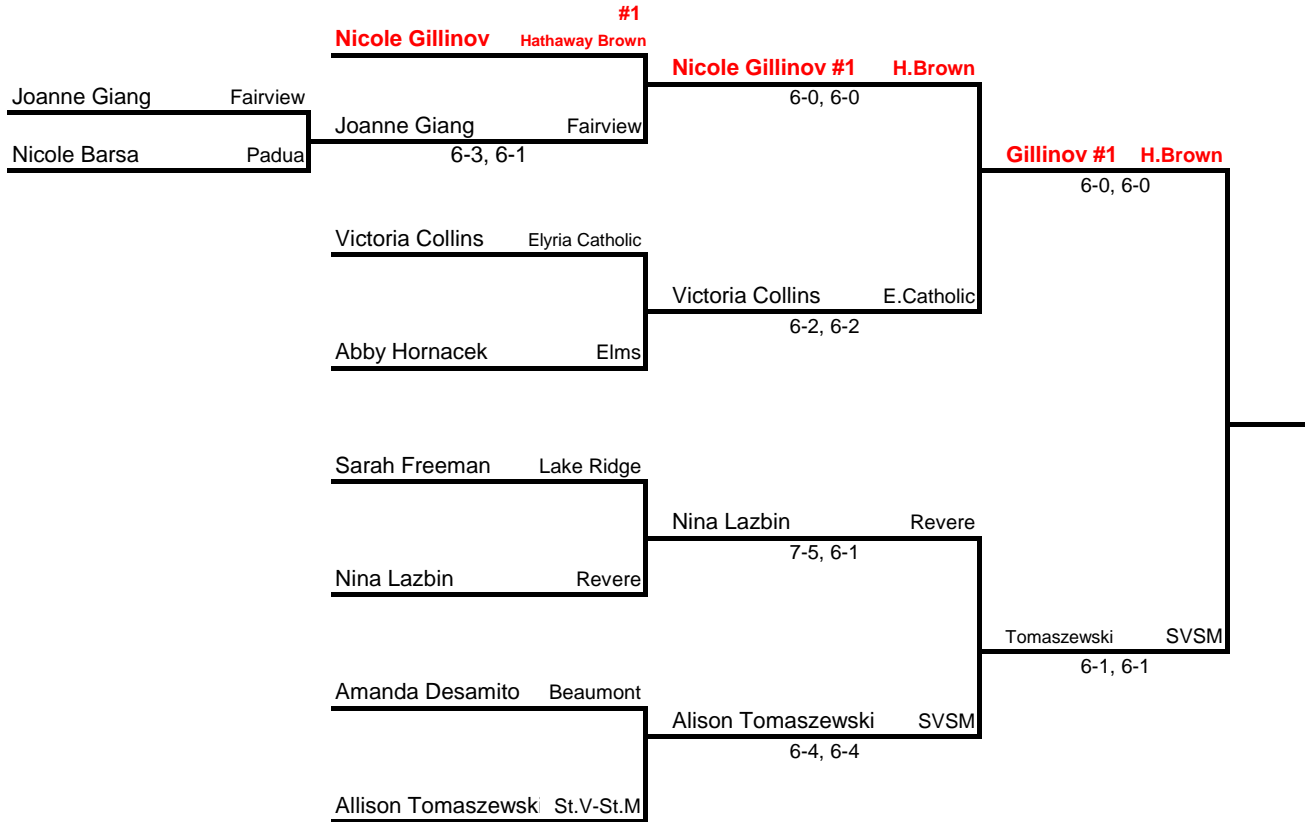 #1
Nicole Gillinov Hathaway Brown
Nicole Gillinov #1 H.Brown
6-0, 6-0
Joanne Giang Fairview
Joanne Giang Fairview
6-3, 6-1
Nicole Barsa Padua
Gillinov #1 H.Brown
6-0, 6-0
Victoria Collins Elyria Catholic
Victoria Collins E.Catholic
6-2, 6-2
Abby Hornacek Elms
Sarah Freeman Lake Ridge
Nina Lazbin Revere
7-5, 6-1
Nina Lazbin Revere
Tomaszewski SVSM
6-1, 6-1
Amanda Desamito Beaumont
Alison Tomaszewski SVSM
6-4, 6-4
Allison Tomaszewski St.V-St.M